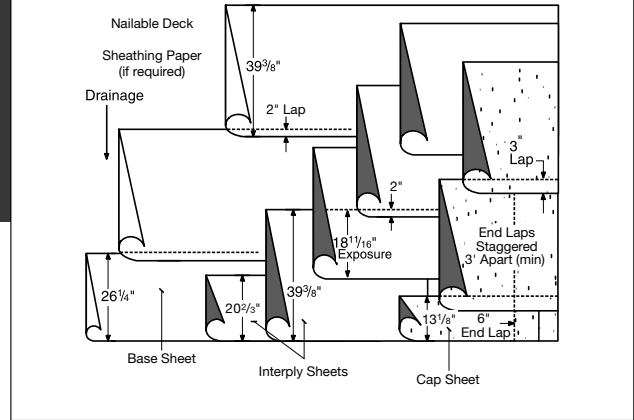 Nailable Deck
Sheathing Paper
(if required)
Drainage
39³/₈"
2" Lap
3"
Lap
2"
18¹¹/₁₆"
Exposure
End Laps
Staggered
3' Apart (min)
26¹/₄"
20²/₃"
39³/₈"
13¹/₈"
6"
End Lap
Base Sheet
Interply Sheets
Cap Sheet